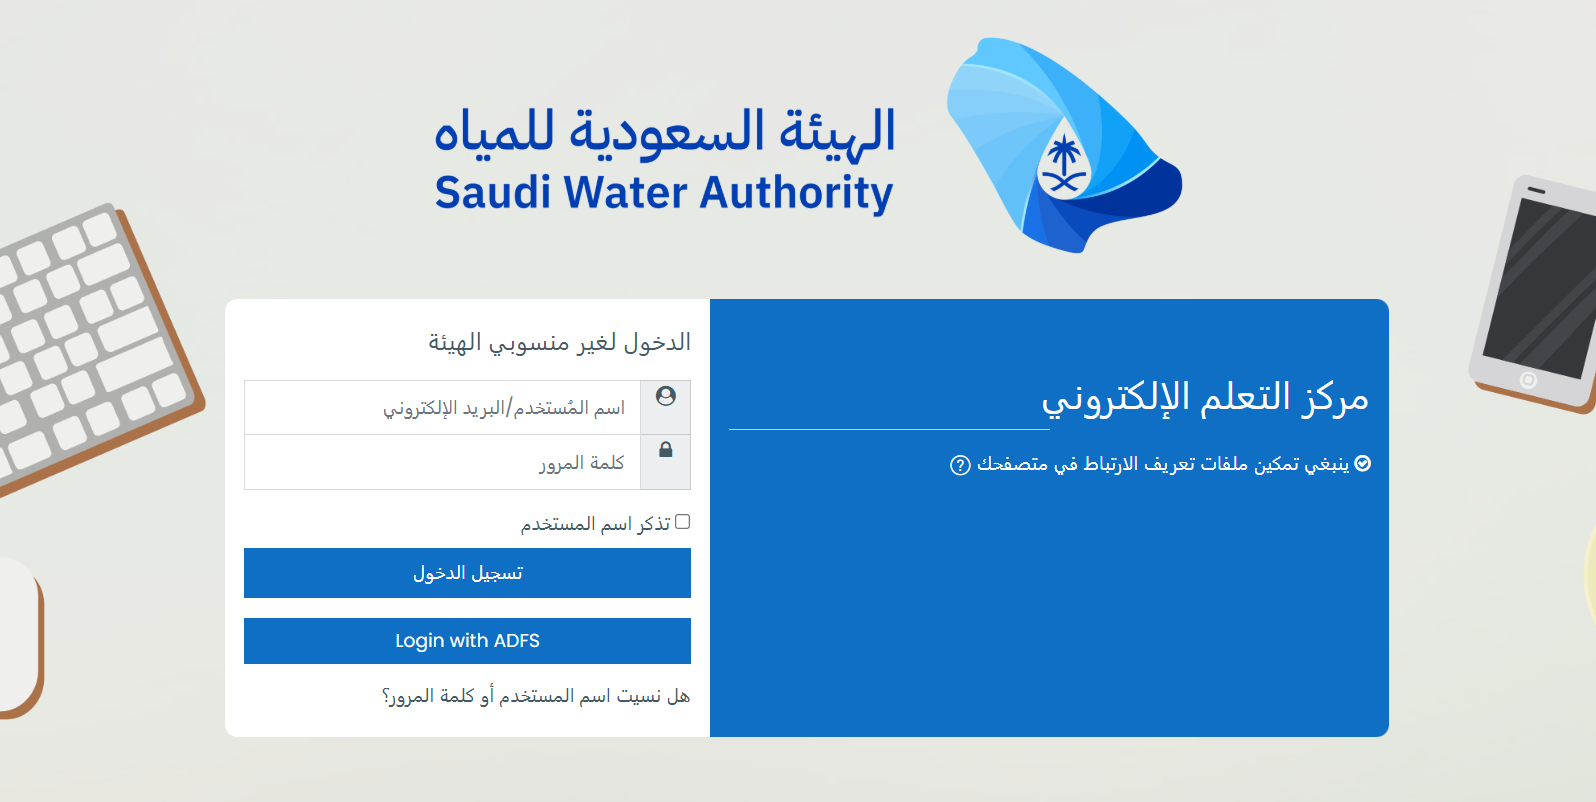 الهيئة السعودية للمياه
Saudi Water Authority
مركز التعلم الإلكتروني
ينبغي تمكين ملفات تعريف الارتباط في متصفحك
الدخول لغير منسوبي الهيئة
اسم المُستخدم/البريد الإلكتروني
كلمة المرور
تذكر اسم المستخدم
تسجيل الدخول
Login with ADFS
هل نسيت اسم المستخدم أو كلمة المرور؟